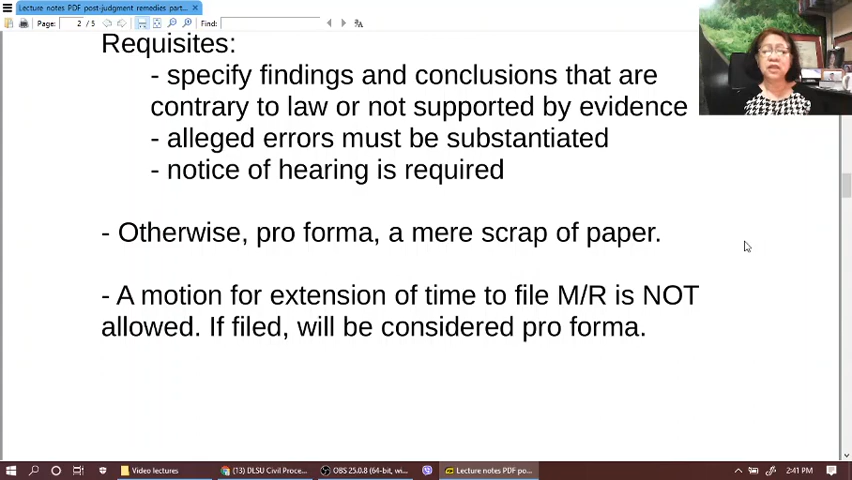 Lecture notes PDF post-judgment remedies part...
Page: 2 / 5 Find:
Requisites:
- specify findings and conclusions that are
contrary to law or not supported by evidence
- alleged errors must be substantiated
- notice of hearing is required
- Otherwise, pro forma, a mere scrap of paper.
- A motion for extension of time to file M/R is NOT
allowed. If filed, will be considered pro forma.
Video lectures (13) DLSU Civil Proce... OBS 25.0.8 (64-bit, wi... Lecture notes PDF po... 2:41 PM